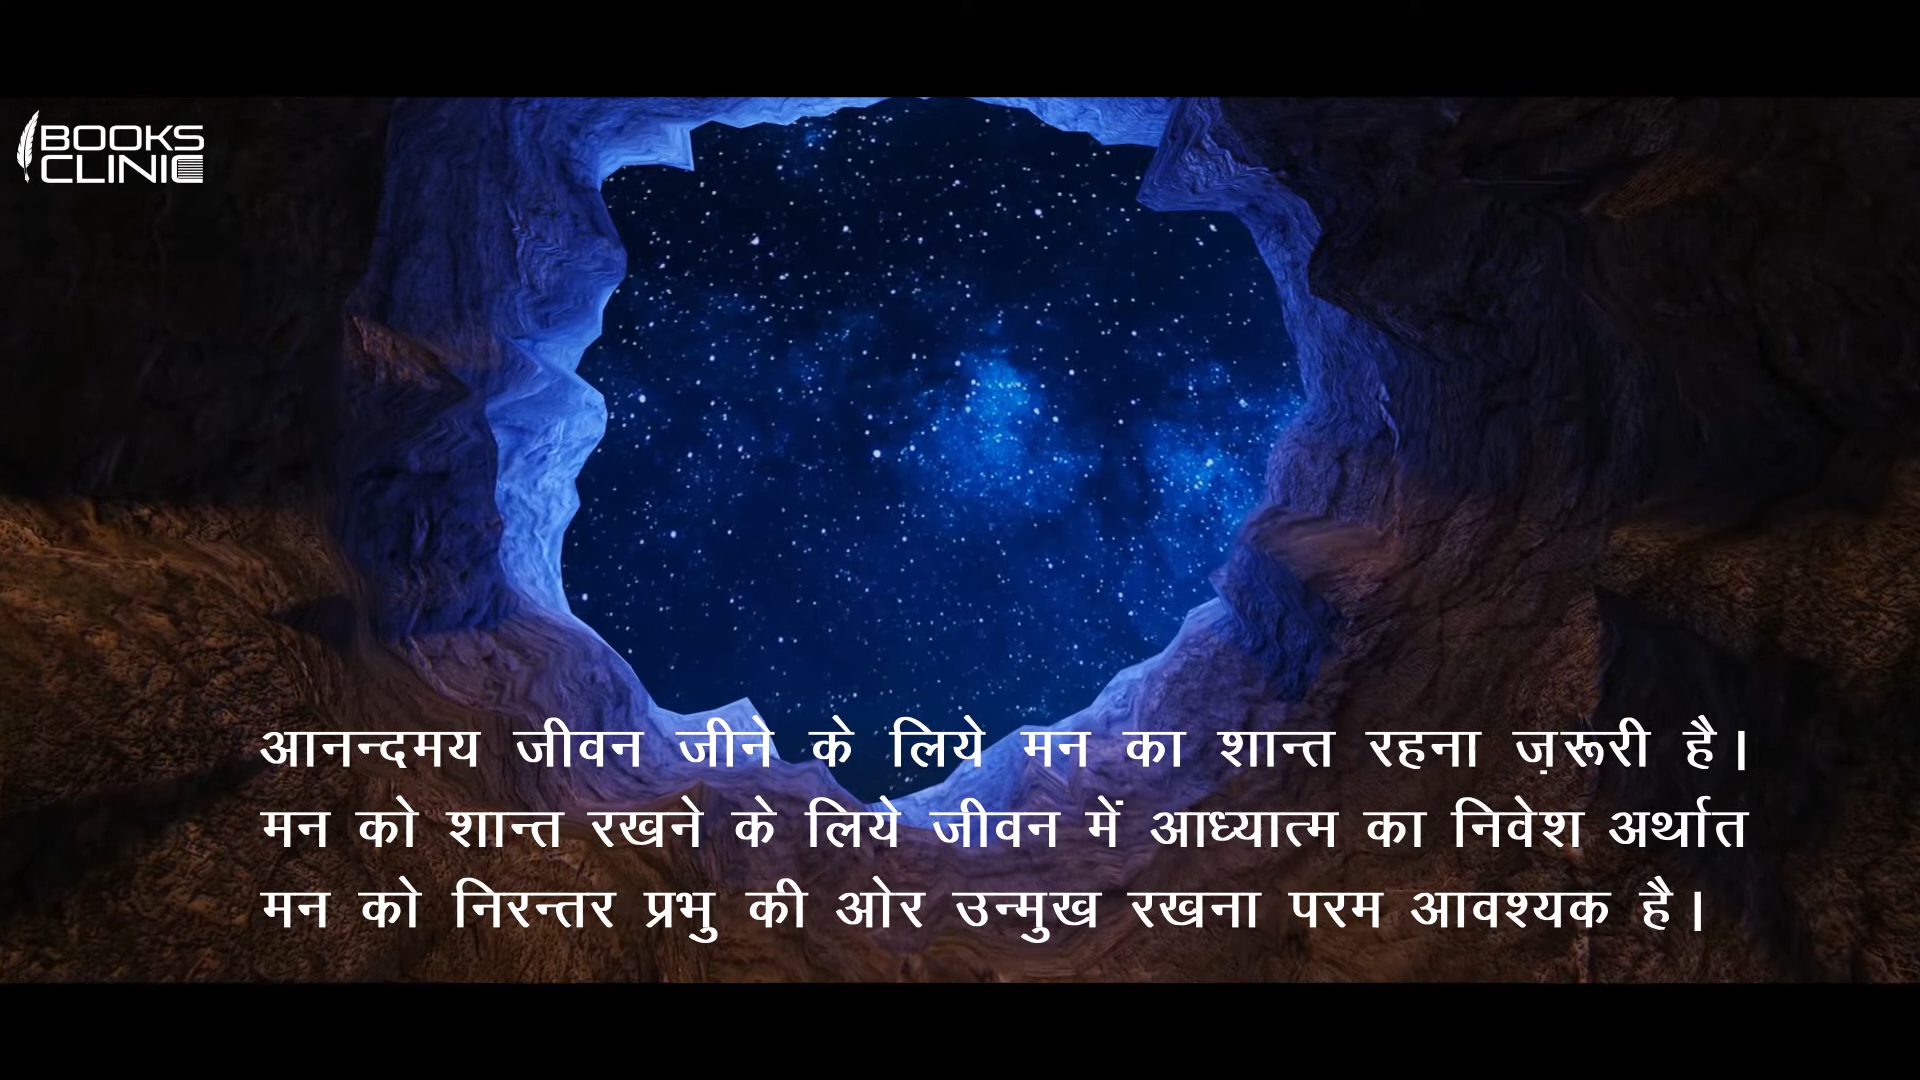 BOOKS
CLINIC
आनन्दमय जीवन जीने के लिये मन का शान्त रहना ज़रूरी है।
मन को शान्त रखने के लिये जीवन में आध्यात्म का निवेश अर्थात
मन को निरन्तर प्रभु की ओर उन्मुख रखना परम आवश्यक है।